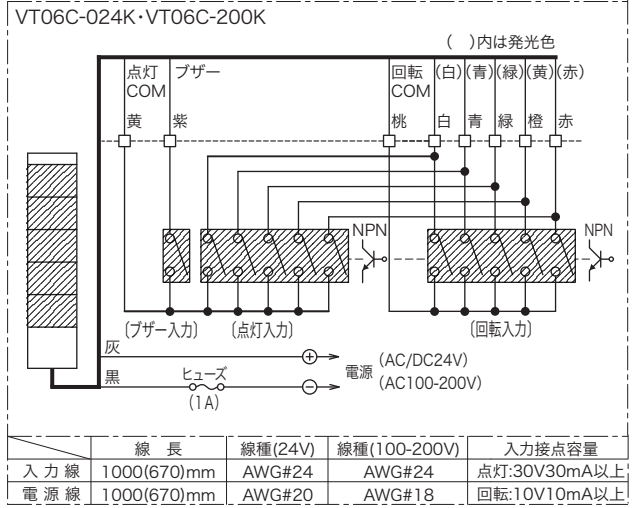 VT06C-024K･VT06C-200K
(　)内は発光色
点灯 ブザー 回転 (白)(青)(緑)(黄)(赤)
COM COM
黄 紫 桃 白 青 緑 橙 赤
NPN NPN
〔ブザー入力〕 〔点灯入力〕 〔回転入力〕
灰
電源 (AC/DC24V)
(AC100-200V)
黒 ヒューズ
(1A)
線 長 線種(24V) 線種(100-200V) 入力接点容量
入力線 1000(670)mm AWG#24 AWG#24 点灯:30V30mA以上
電源線 1000(670)mm AWG#20 AWG#18 回転:10V10mA以上